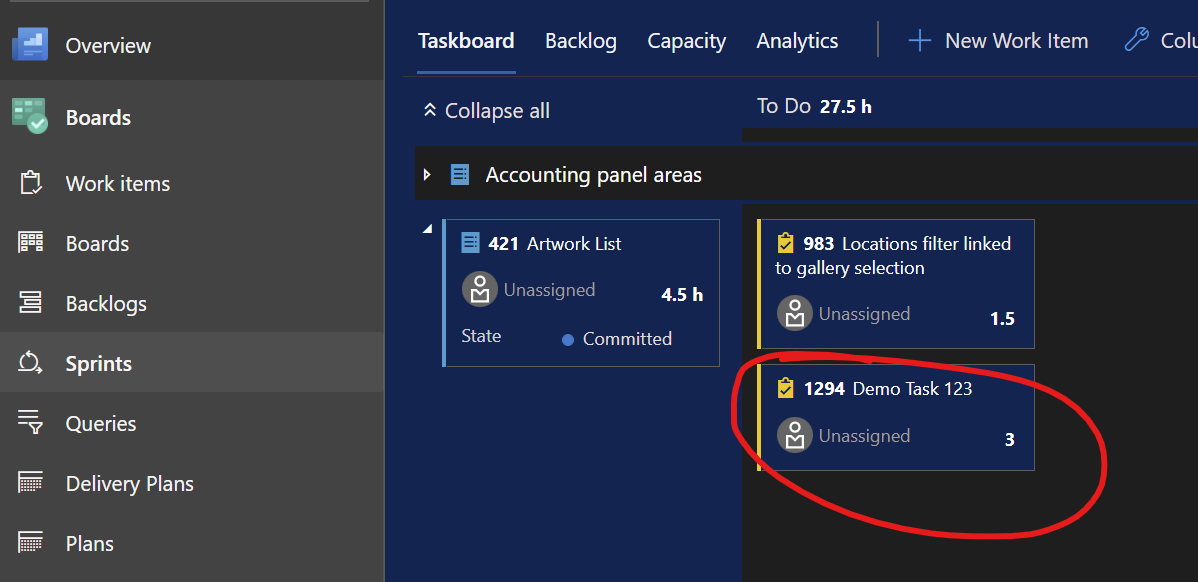 Overview
Boards
Work items
Boards
Backlogs
Sprints
Queries
Delivery Plans
Plans
Taskboard Backlog Capacity Analytics New Work Item
Collapse all
To Do 27.5 h
Accounting panel areas
421 Artwork List
Unassigned
4.5 h
State Committed
983 Locations filter linked
to gallery selection
Unassigned
1.5
1294 Demo Task 123
Unassigned
3